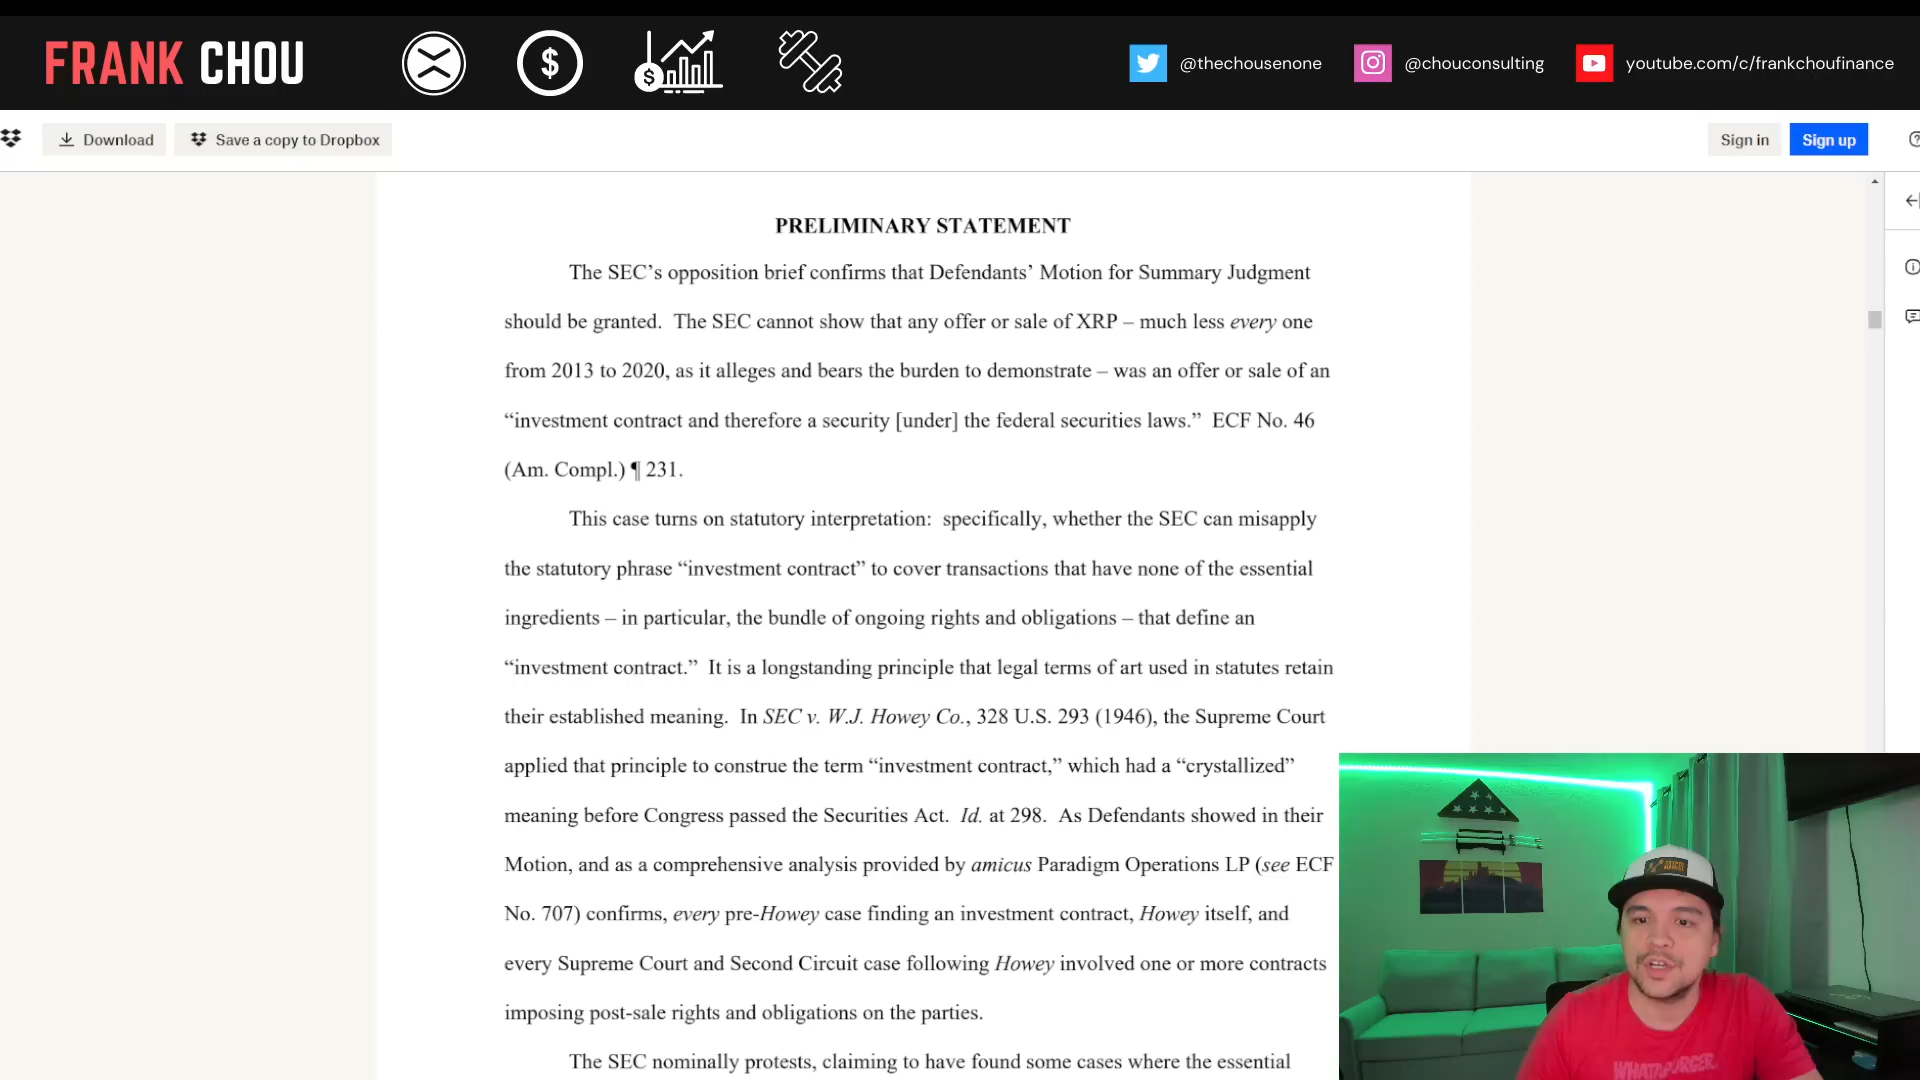 FRANK CHOU
@thechousenone
@chouconsulting
youtube.com/c/frankchoufinance
Download
Save a copy to Dropbox
Sign in
Sign up
PRELIMINARY STATEMENT
The SEC’s opposition brief confirms that Defendants’ Motion for Summary Judgment
should be granted. The SEC cannot show that any offer or sale of XRP – much less every one
from 2013 to 2020, as it alleges and bears the burden to demonstrate – was an offer or sale of an
“investment contract and therefore a security [under] the federal securities laws.” ECF No. 46
(Am. Compl.) ¶ 231.
This case turns on statutory interpretation: specifically, whether the SEC can misapply
the statutory phrase “investment contract” to cover transactions that have none of the essential
ingredients – in particular, the bundle of ongoing rights and obligations – that define an
“investment contract.” It is a longstanding principle that legal terms of art used in statutes retain
their established meaning. In SEC v. W.J. Howey Co., 328 U.S. 293 (1946), the Supreme Court
applied that principle to construe the term “investment contract,” which had a “crystallized”
meaning before Congress passed the Securities Act. Id. at 298. As Defendants showed in their
Motion, and as a comprehensive analysis provided by amicus Paradigm Operations LP (see ECF
No. 707) confirms, every pre-Howey case finding an investment contract, Howey itself, and
every Supreme Court and Second Circuit case following Howey involved one or more contracts
imposing post-sale rights and obligations on the parties.
The SEC nominally protests, claiming to have found some cases where the essential
WHATABURGER